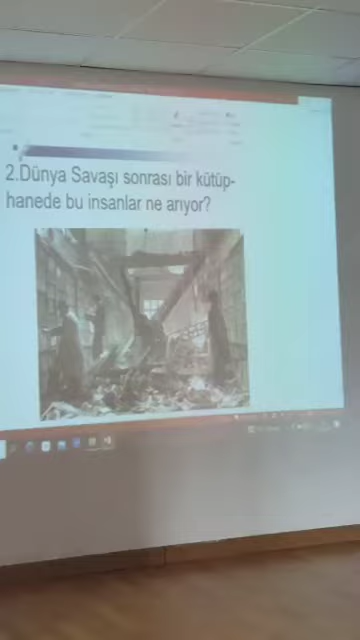 2.Dünya Savaşı sonrası bir kütüp-
hanede bu insanlar ne arıyor?